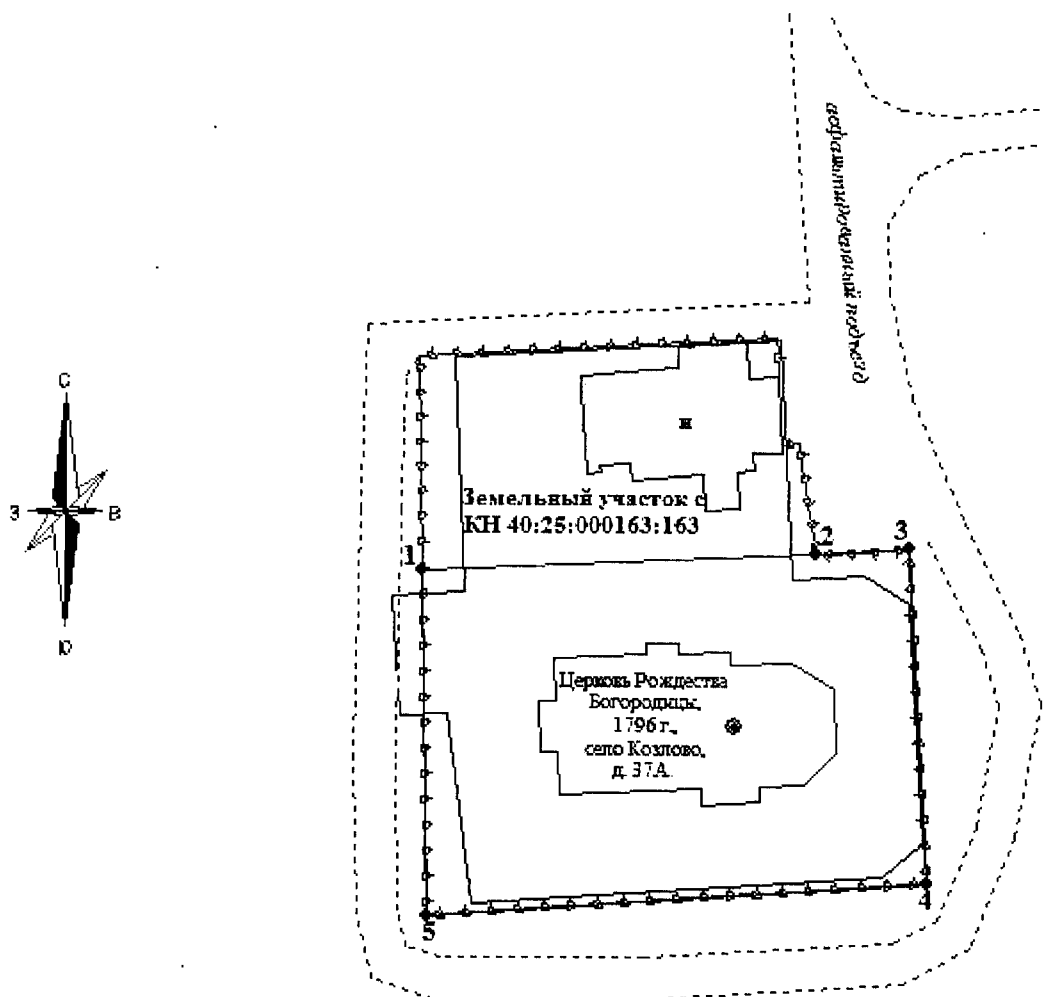 асфальтированный подъезд
С
З
В
Ю
н
Земельный участок с
КН 40:25:000163:163
1
2
3
Церковь Рождества
Богородицы,
1796 г.,
село Козлово,
д. 37А.
4
5